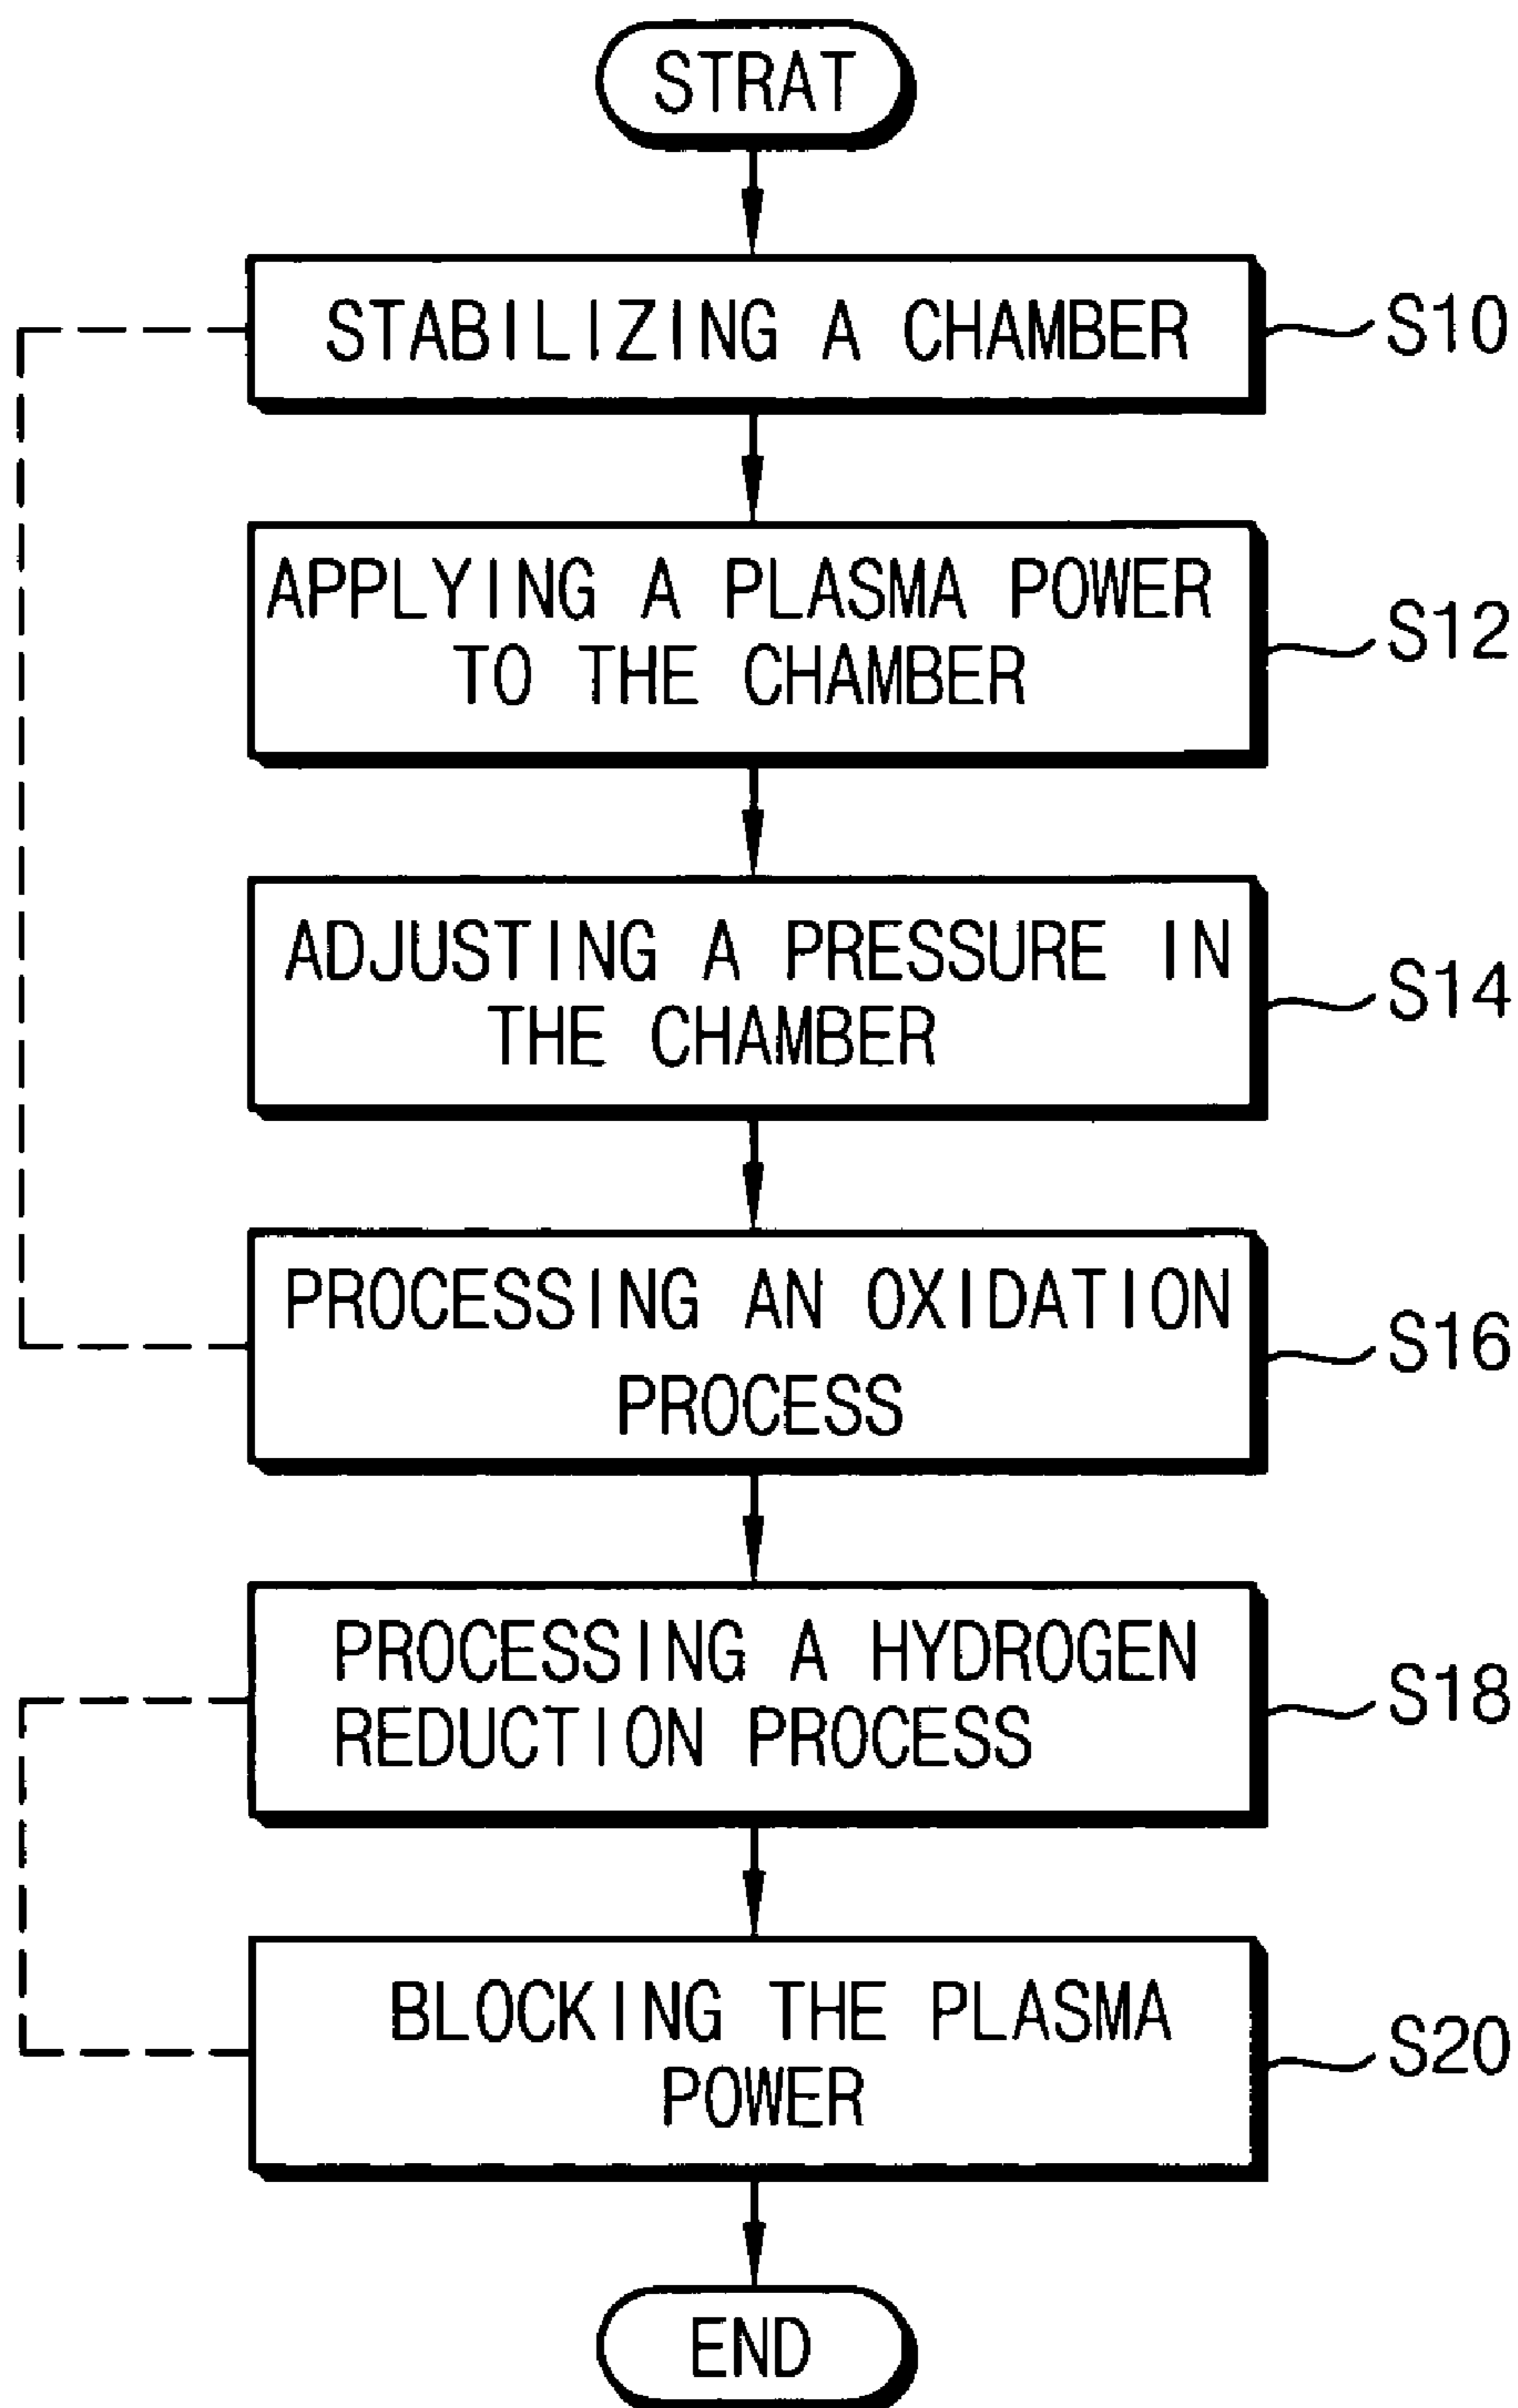 STRAT
STABILIZING A CHAMBER
S10
APPLYING A PLASMA POWER
TO THE CHAMBER
S12
ADJUSTING A PRESSURE IN
THE CHAMBER
S14
PROCESSING AN OXIDATION
PROCESS
S16
PROCESSING A HYDROGEN
REDUCTION PROCESS
S18
BLOCKING THE PLASMA
POWER
S20
END